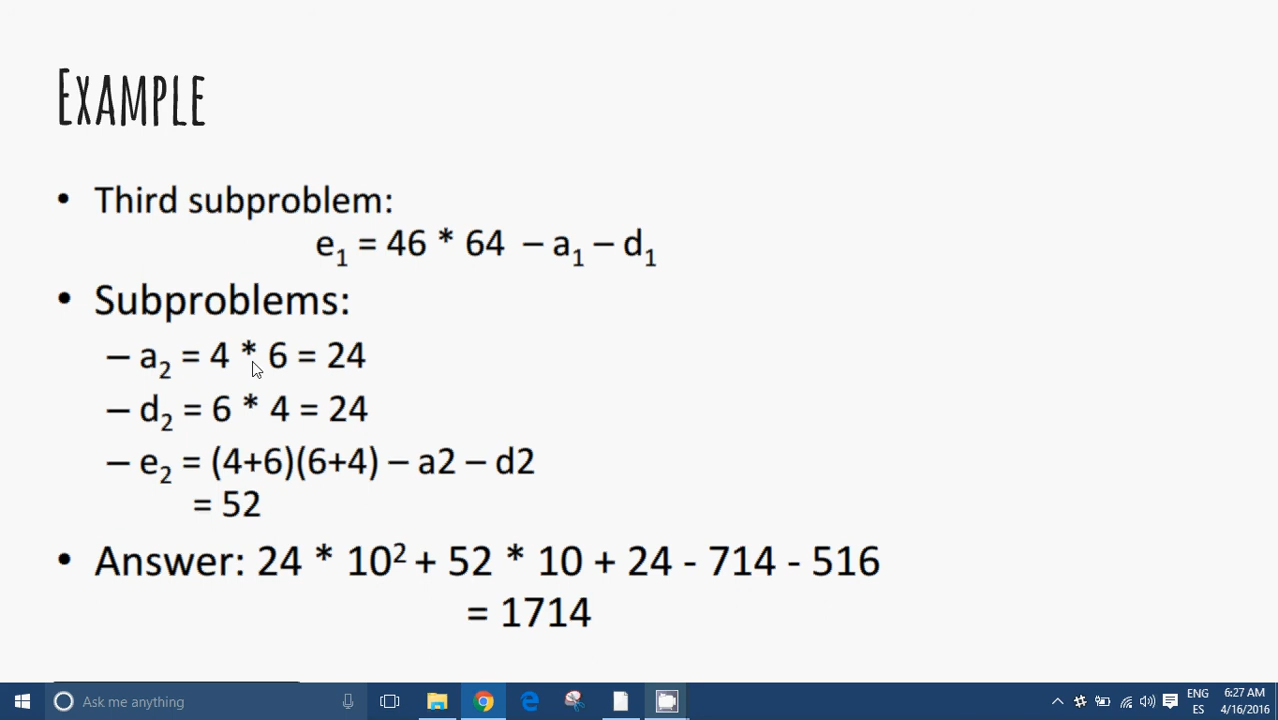 EXAMPLE
• Third subproblem:
e₁ = 46 * 64 – a₁ – d₁
• Subproblems:
– a₂ = 4 * 6 = 24
– d₂ = 6 * 4 = 24
– e₂ = (4+6)(6+4) – a2 – d2
= 52
• Answer: 24 * 10² + 52 * 10 + 24 - 714 - 516
= 1714
Ask me anything
ENG 6:27 AM
ES 4/16/2016